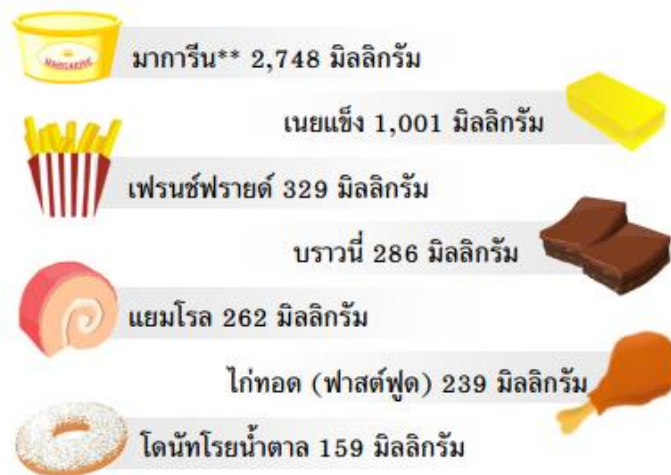 MARGARINE
มาการีน** 2,748 มิลลิกรัม
เนยแข็ง 1,001 มิลลิกรัม
เฟรนช์ฟรายด์ 329 มิลลิกรัม
บราวนี่ 286 มิลลิกรัม
แยมโรล 262 มิลลิกรัม
ไก่ทอด (ฟาสต์ฟูด) 239 มิลลิกรัม
โดนัทโรยน้ำตาล 159 มิลลิกรัม